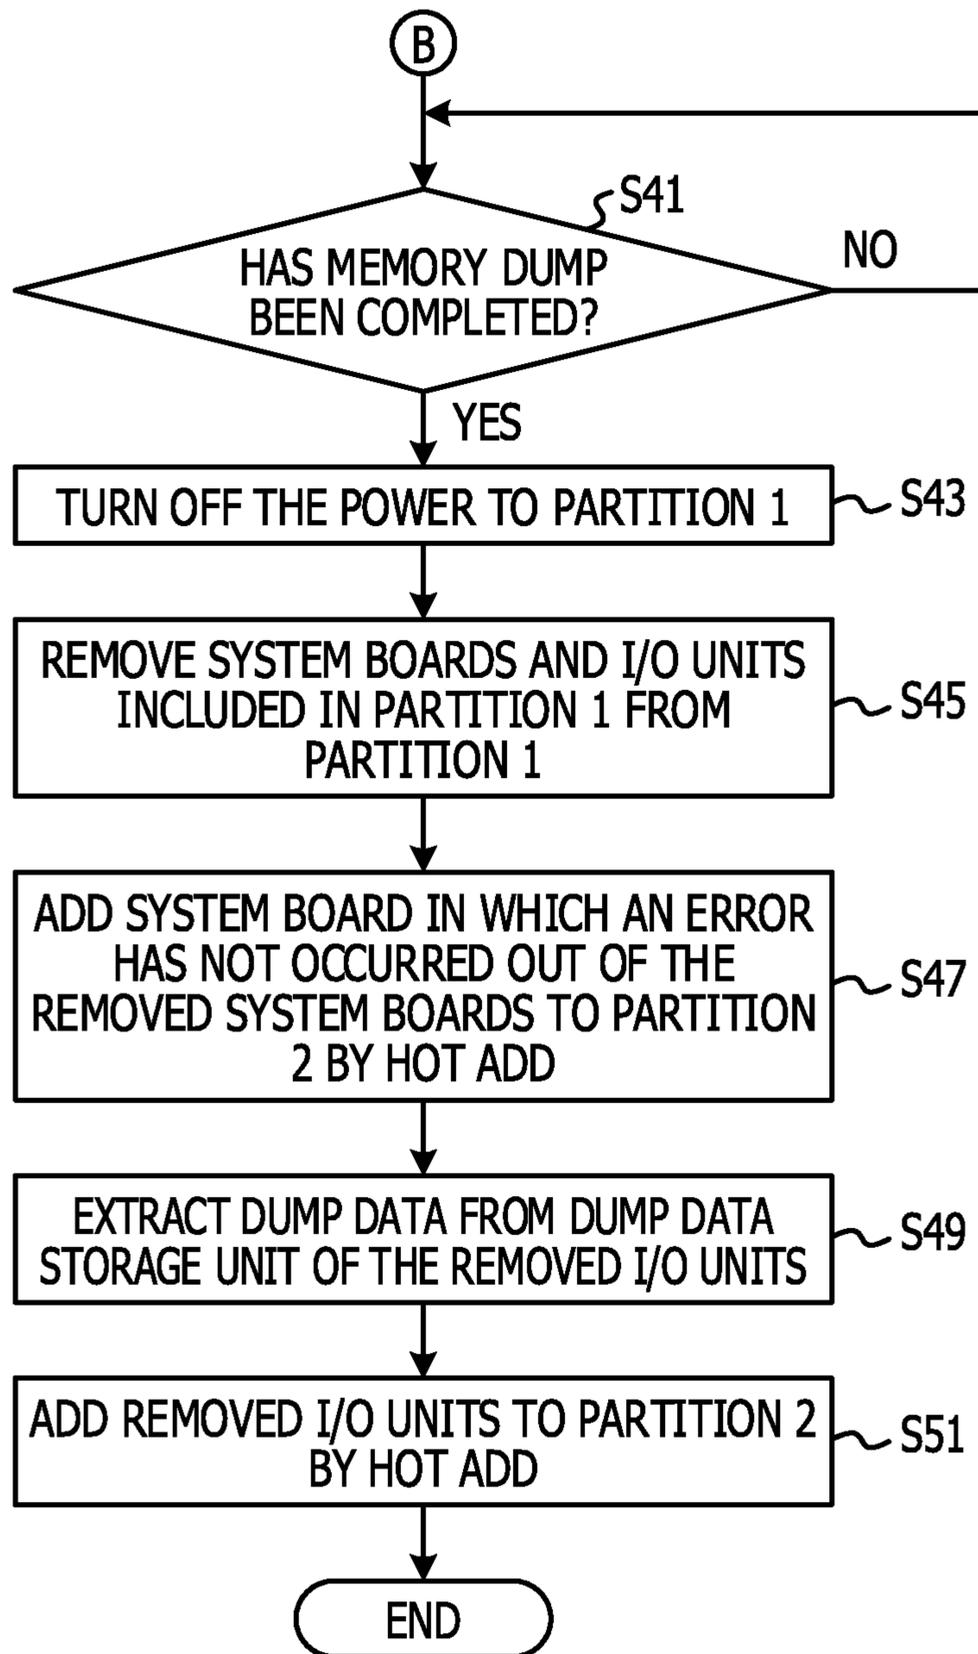 B
S41
HAS MEMORY DUMP
BEEN COMPLETED?
NO
YES
TURN OFF THE POWER TO PARTITION 1
S43
REMOVE SYSTEM BOARDS AND I/O UNITS
INCLUDED IN PARTITION 1 FROM
PARTITION 1
S45
ADD SYSTEM BOARD IN WHICH AN ERROR
HAS NOT OCCURRED OUT OF THE
REMOVED SYSTEM BOARDS TO PARTITION
2 BY HOT ADD
S47
EXTRACT DUMP DATA FROM DUMP DATA
STORAGE UNIT OF THE REMOVED I/O UNITS
S49
ADD REMOVED I/O UNITS TO PARTITION 2
BY HOT ADD
S51
END